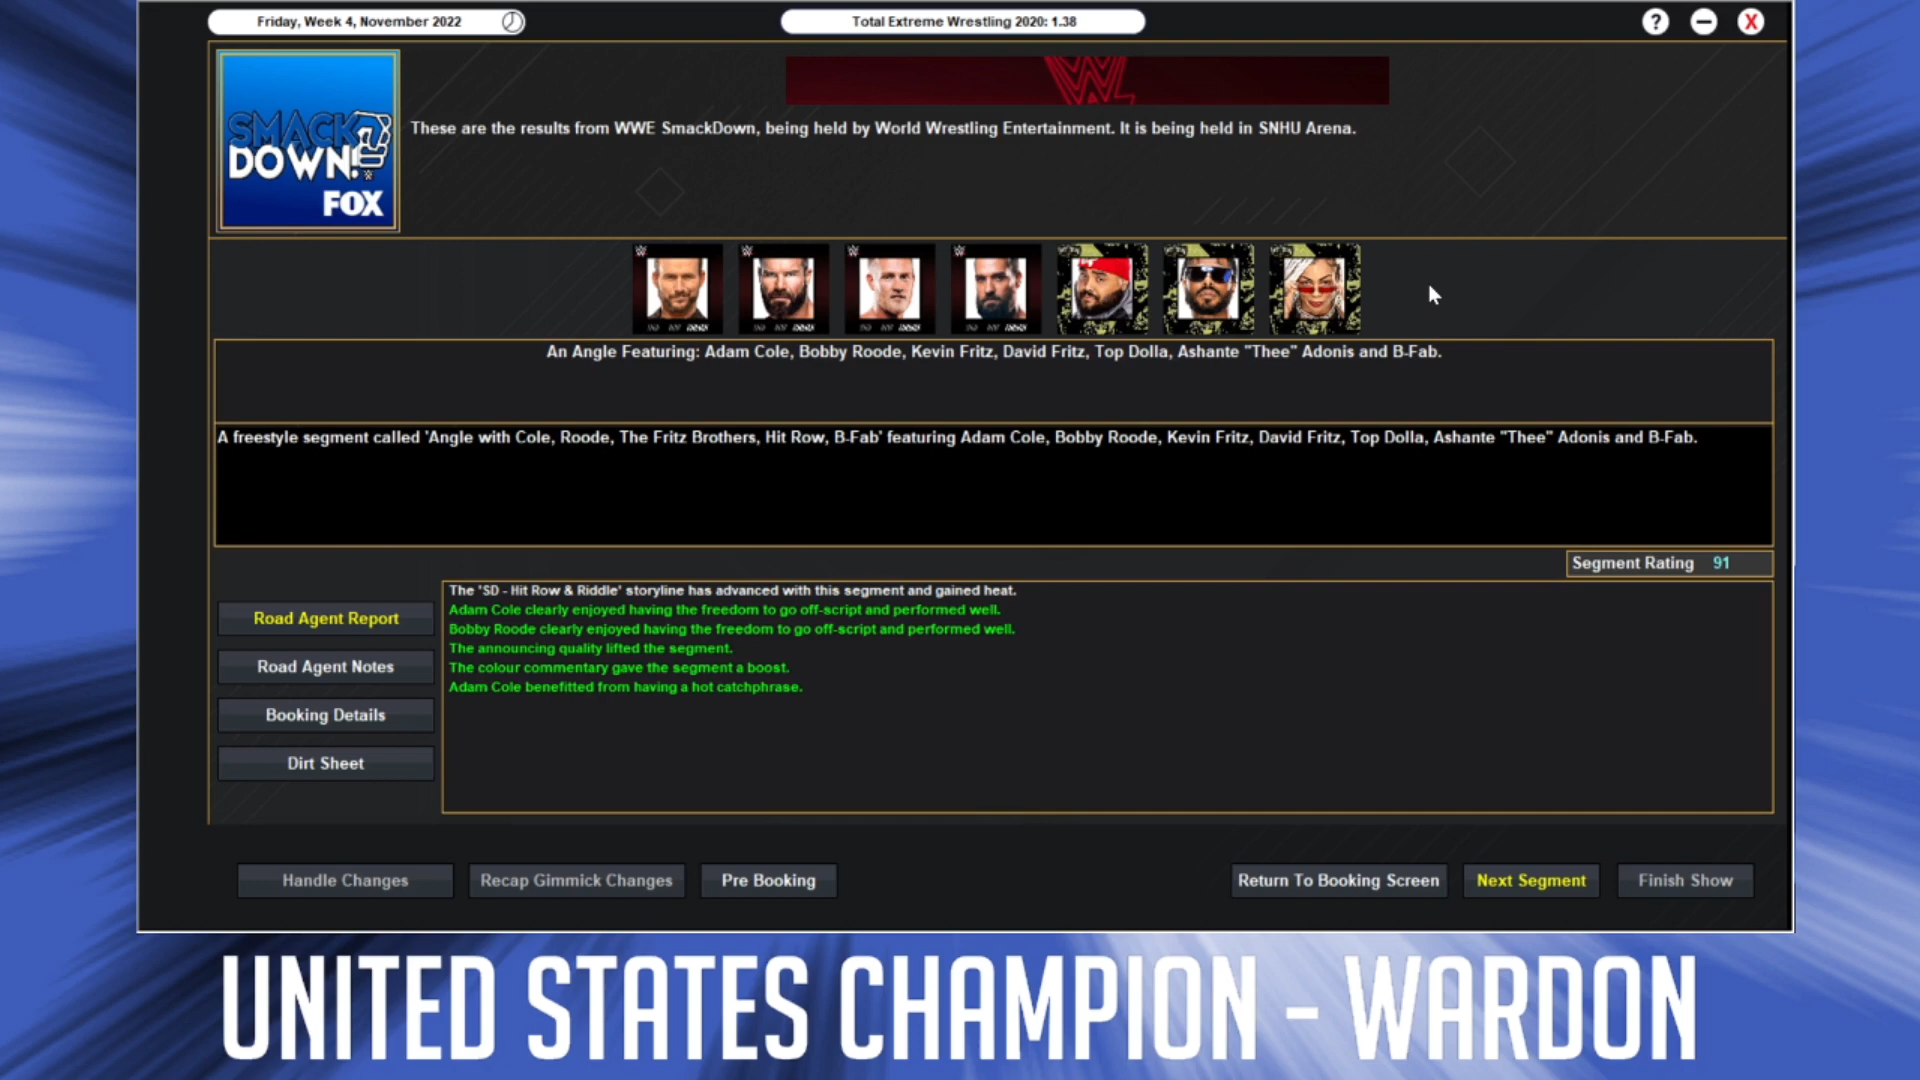 Friday, Week 4, November 2022
Total Extreme Wrestling 2020: 1.38
?
X
SMACK
DOWN!
FOX
These are the results from WWE SmackDown, being held by World Wrestling Entertainment. It is being held in SNHU Arena.
An Angle Featuring: Adam Cole, Bobby Roode, Kevin Fritz, David Fritz, Top Dolla, Ashante "Thee" Adonis and B-Fab.
A freestyle segment called 'Angle with Cole, Roode, The Fritz Brothers, Hit Row, B-Fab' featuring Adam Cole, Bobby Roode, Kevin Fritz, David Fritz, Top Dolla, Ashante "Thee" Adonis and B-Fab.
Segment Rating 91
Road Agent Report
Road Agent Notes
Booking Details
Dirt Sheet
The 'SD - Hit Row & Riddle' storyline has advanced with this segment and gained heat.
Adam Cole clearly enjoyed having the freedom to go off-script and performed well.
Bobby Roode clearly enjoyed having the freedom to go off-script and performed well.
The announcing quality lifted the segment.
The colour commentary gave the segment a boost.
Adam Cole benefitted from having a hot catchphrase.
Handle Changes
Recap Gimmick Changes
Pre Booking
Return To Booking Screen
Next Segment
Finish Show
UNITED STATES CHAMPION - WARDON